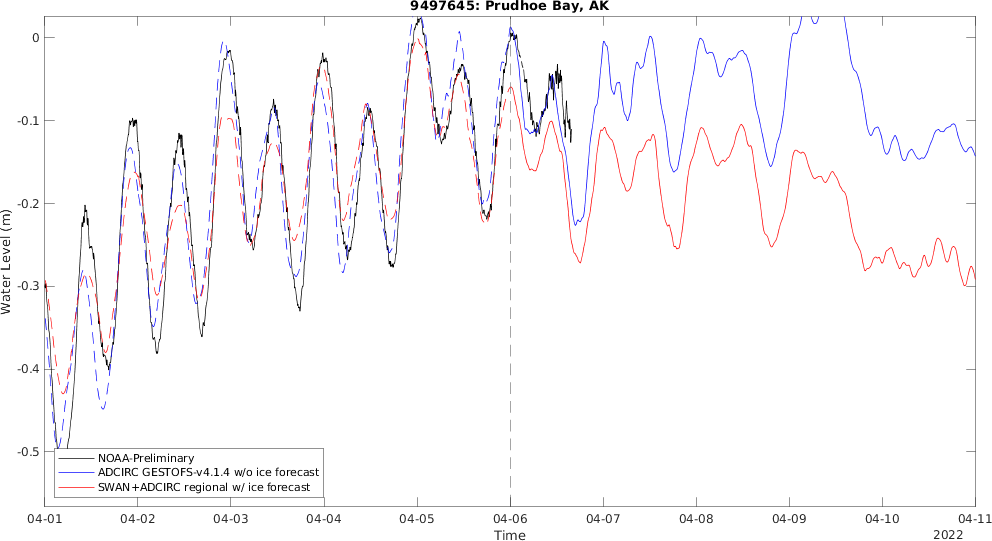 9497645: Prudhoe Bay, AK
Water Level (m)
0
-0.1
-0.2
-0.3
-0.4
-0.5
NOAA-Preliminary
ADCIRC GESTOFS-v4.1.4 w/o ice forecast
SWAN+ADCIRC regional w/ ice forecast
04-01 04-02 04-03 04-04 04-05 04-06 04-07 04-08 04-09 04-10 04-11
Time
2022